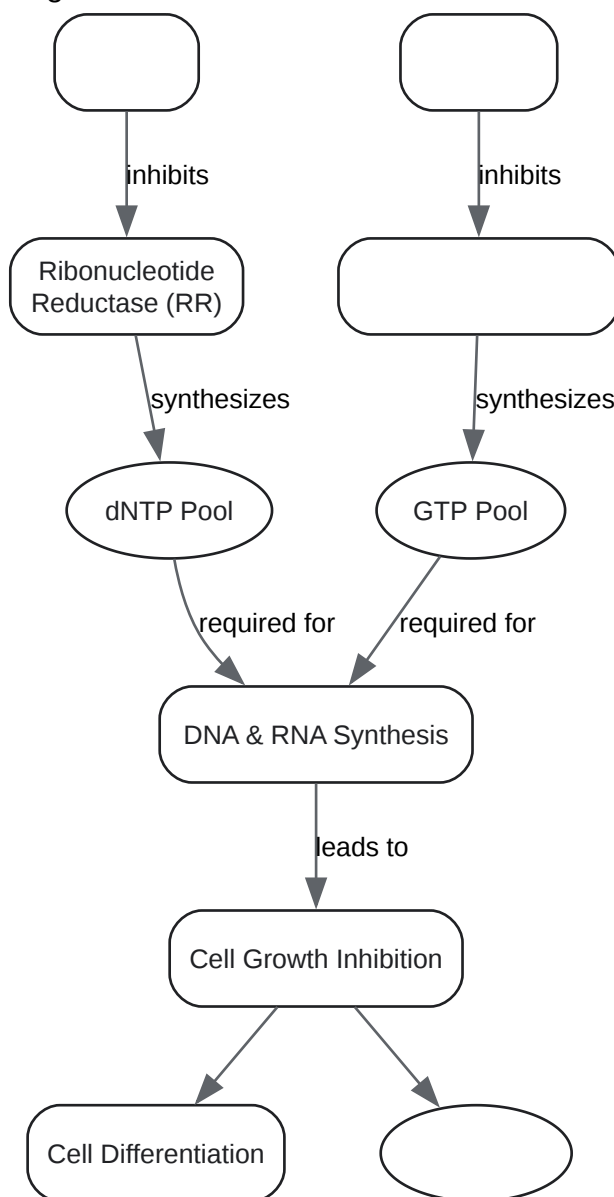 inhibits
inhibits
Ribonucleotide
Reductase (RR)
synthesizes
synthesizes
dNTP Pool
GTP Pool
required for
required for
DNA & RNA Synthesis
leads to
Cell Growth Inhibition
Cell Differentiation